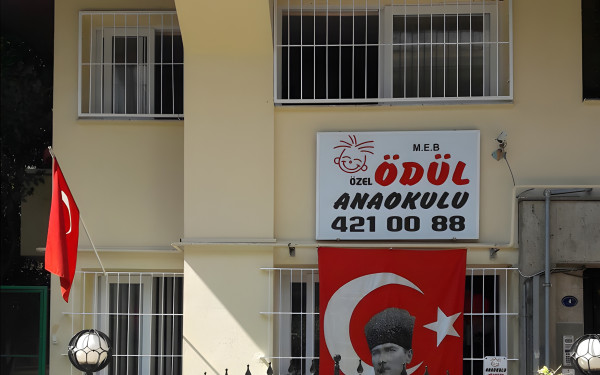 M.E.B
ÖZEL ÖDÜL
ANAOKULU
421 00 88